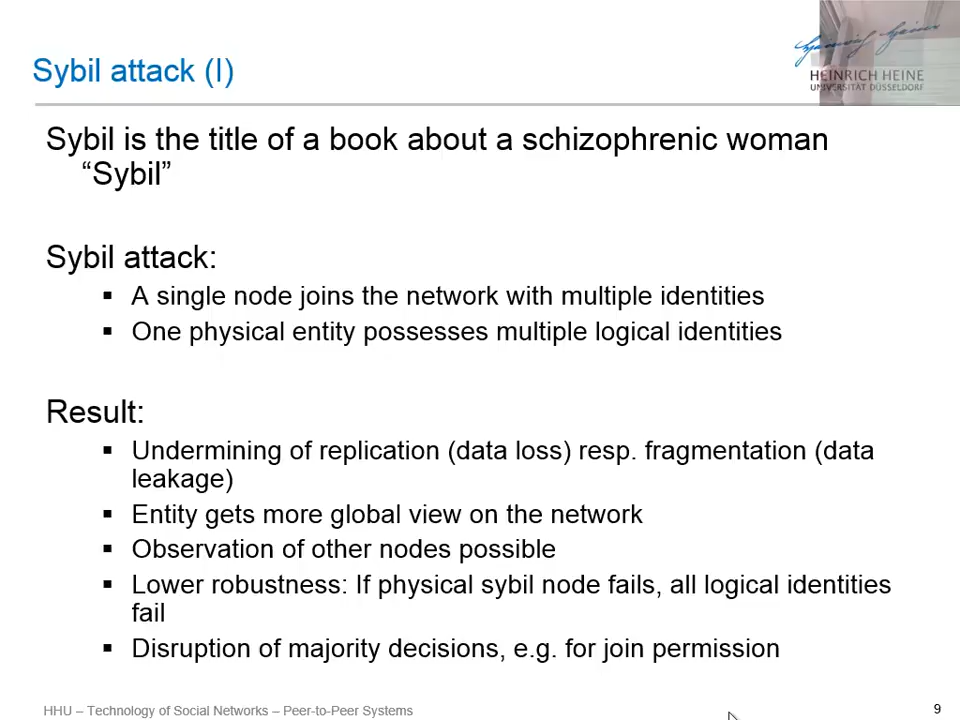 Sybil attack (I)
Heinrich Heine
HEINRICH HEINE
UNIVERSITÄT DÜSSELDORF
Sybil is the title of a book about a schizophrenic woman
“Sybil”
Sybil attack:
▪ A single node joins the network with multiple identities
▪ One physical entity possesses multiple logical identities
Result:
▪ Undermining of replication (data loss) resp. fragmentation (data
leakage)
▪ Entity gets more global view on the network
▪ Observation of other nodes possible
▪ Lower robustness: If physical sybil node fails, all logical identities
fail
▪ Disruption of majority decisions, e.g. for join permission
HHU – Technology of Social Networks – Peer-to-Peer Systems
9